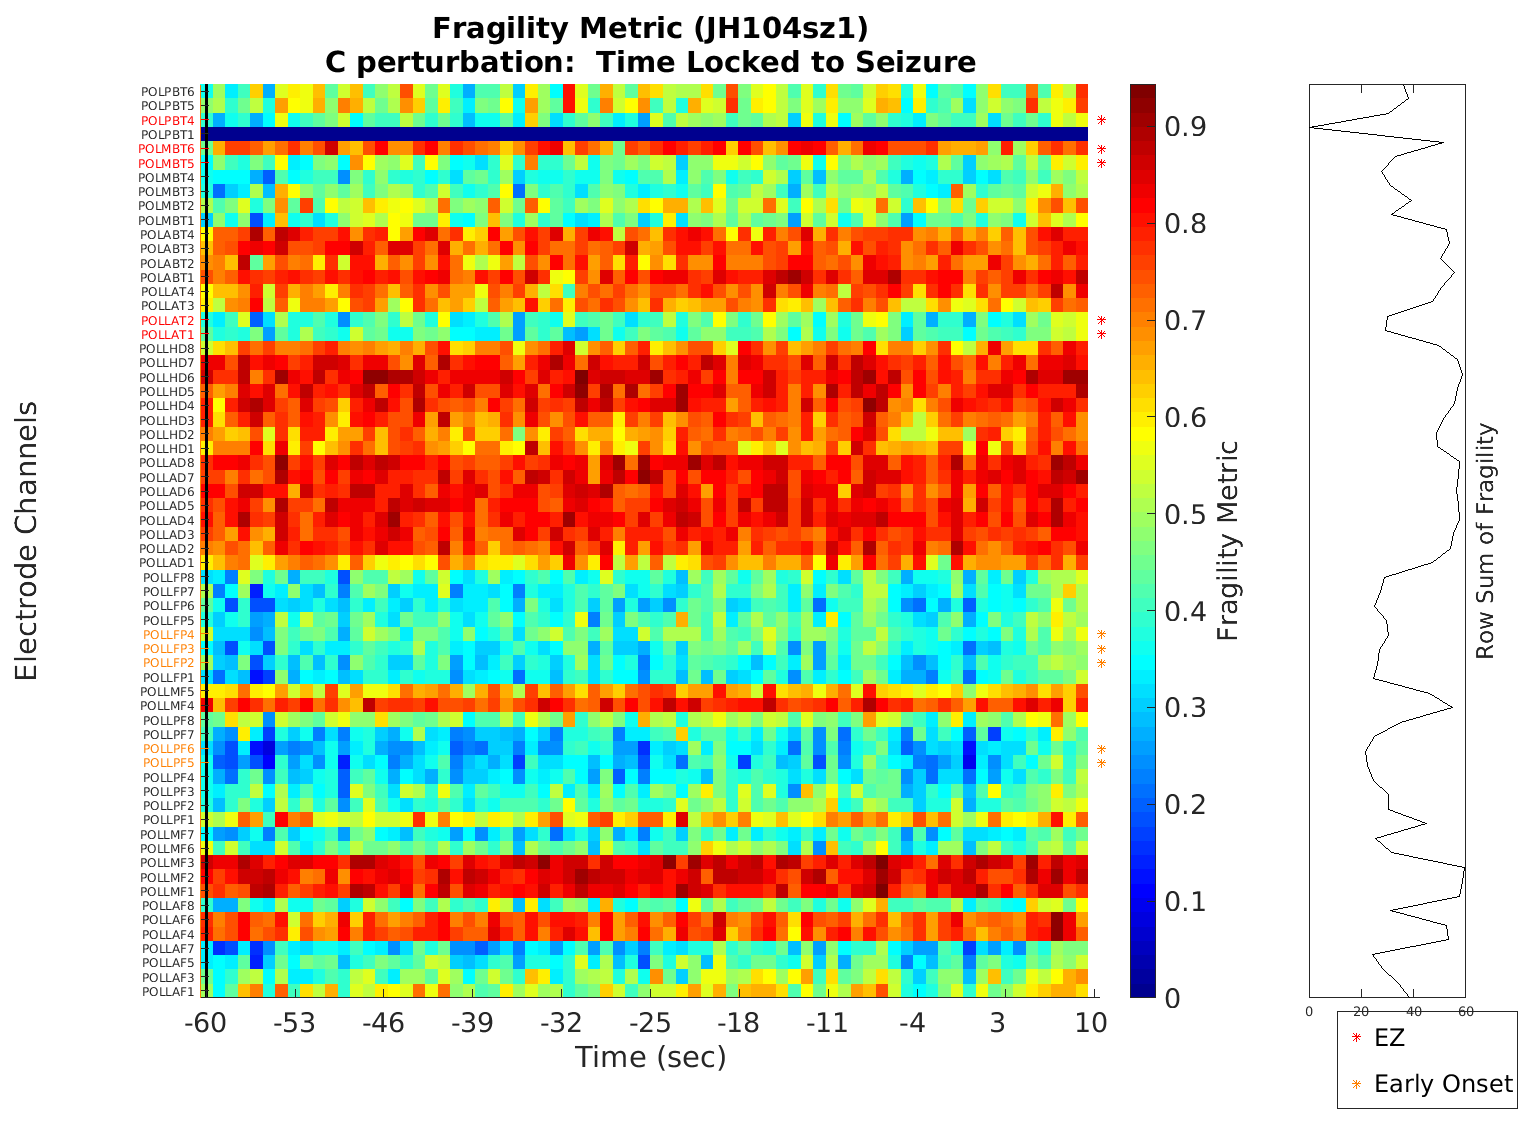 Fragility Metric (JH104sz1)
C perturbation:  Time Locked to Seizure
Electrode Channels
POLPBT6
POLPBT5
POLPBT4
POLPBT1
POLMBT6
POLMBT5
POLMBT4
POLMBT3
POLMBT2
POLMBT1
POLABT4
POLABT3
POLABT2
POLABT1
POLLAT4
POLLAT3
POLLAT2
POLLAT1
POLLHD8
POLLHD7
POLLHD6
POLLHD5
POLLHD4
POLLHD3
POLLHD2
POLLHD1
POLLAD8
POLLAD7
POLLAD6
POLLAD5
POLLAD4
POLLAD3
POLLAD2
POLLAD1
POLLFP8
POLLFP7
POLLFP6
POLLFP5
POLLFP4
POLLFP3
POLLFP2
POLLFP1
POLLMF5
POLLMF4
POLLPF8
POLLPF7
POLLPF6
POLLPF5
POLLPF4
POLLPF3
POLLPF2
POLLPF1
POLLMF7
POLLMF6
POLLMF3
POLLMF2
POLLMF1
POLLAF8
POLLAF6
POLLAF4
POLLAF7
POLLAF5
POLLAF3
POLLAF1
-60 -53 -46 -39 -32 -25 -18 -11 -4 3 10
Time (sec)
0.9
0.8
0.7
0.6
0.5
0.4
0.3
0.2
0.1
0
Fragility Metric
0 20 40 60
Row Sum of Fragility
EZ
Early Onset